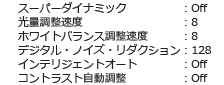 スーパーダイナミック : Off
光量調整速度 : 8
ホワイトバランス調整速度 : 8
デジタル・ノイズ・リダクション : 128
インテリジェントオート : Off
コントラスト自動調整 : Off